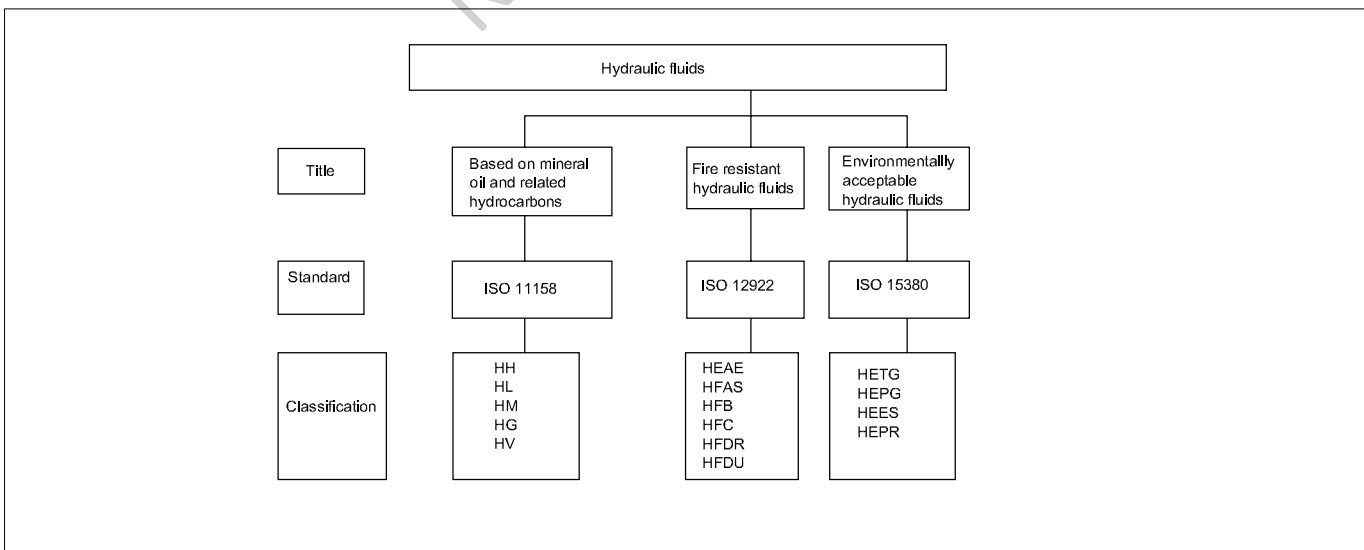 Hydraulic fluids
Title
Based on mineral
oil and related
hydrocarbons
Fire resistant
hydraulic fluids
Environmentallly
acceptable
hydraulic fluids
Standard
ISO 11158
ISO 12922
ISO 15380
Classification
HH
HL
HM
HG
HV
HEAE
HFAS
HFB
HFC
HFDR
HFDU
HETG
HEPG
HEES
HEPR